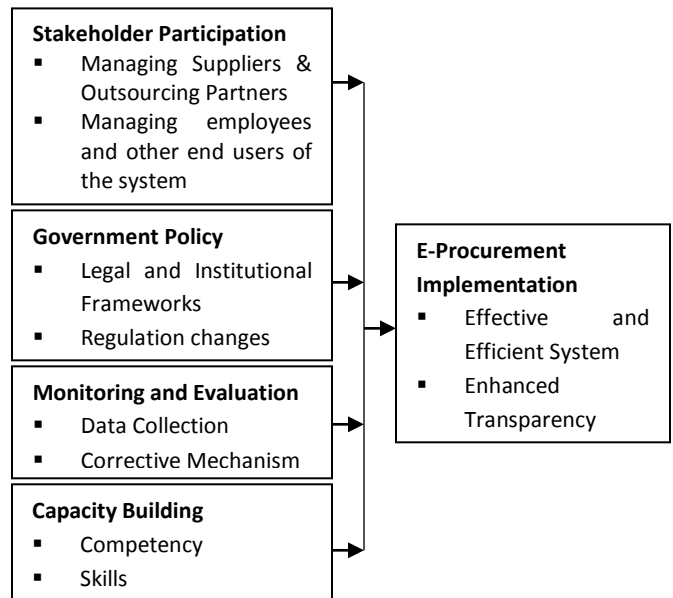 Stakeholder Participation
▪ Managing Suppliers &
Outsourcing Partners
▪ Managing employees
and other end users of
the system
Government Policy
▪ Legal and Institutional
Frameworks
▪ Regulation changes
Monitoring and Evaluation
▪ Data Collection
▪ Corrective Mechanism
Capacity Building
▪ Competency
▪ Skills
E-Procurement
Implementation
▪ Effective and
Efficient System
▪ Enhanced
Transparency